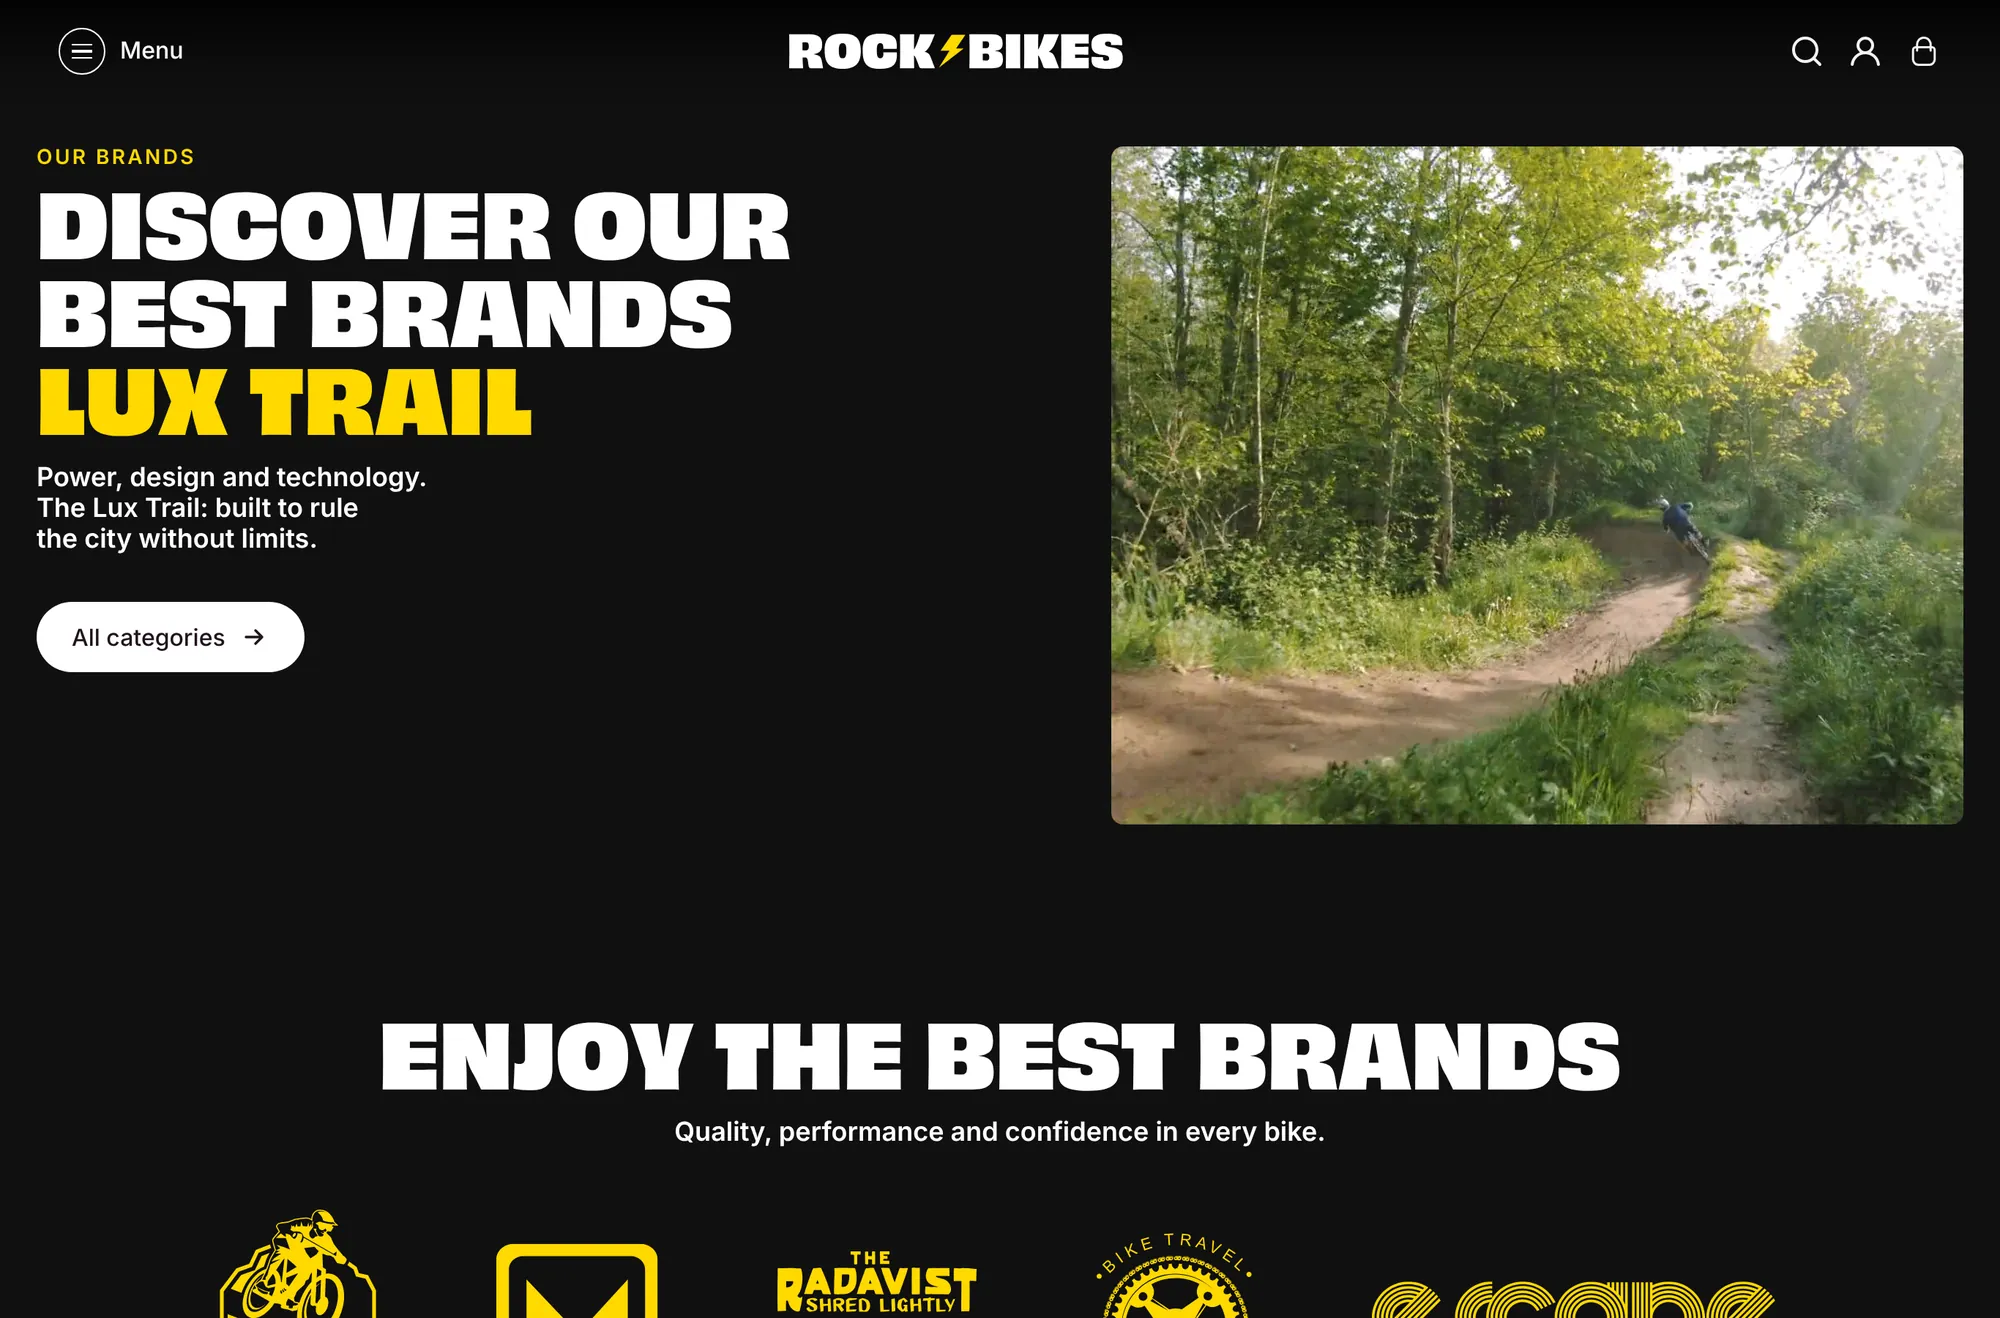 Menu
ROCK BIKES
OUR BRANDS
DISCOVER OUR
BEST BRANDS
LUX TRAIL
Power, design and technology.
The Lux Trail: built to rule
the city without limits.
All categories
ENJOY THE BEST BRANDS
Quality, performance and confidence in every bike.
THE
RADAVIST
SHRED LIGHTLY
• BIKE TRAVEL •
escape